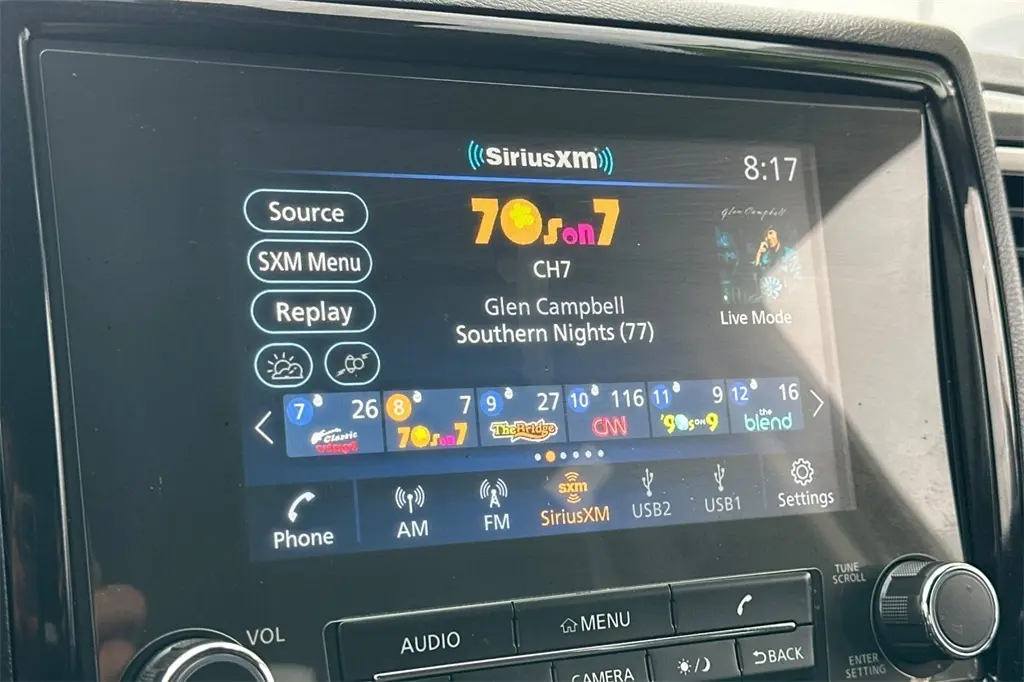 SiriusXM
8:17
Source
70s on 7
Glen Campbell
SXM Menu
CH7
Replay
Glen Campbell
Live Mode
Southern Nights (77)
7 26
8 7
9 27
10 116
11 9
12 16
Classic
70s on 7
The Bridge
CNN
'90s ON 9
the blend
Phone
AM
FM
sxm
SiriusXM
USB2
USB1
Settings
TUNE
SCROLL
VOL
AUDIO
MENU
CAMERA
BACK
ENTER
SETTING